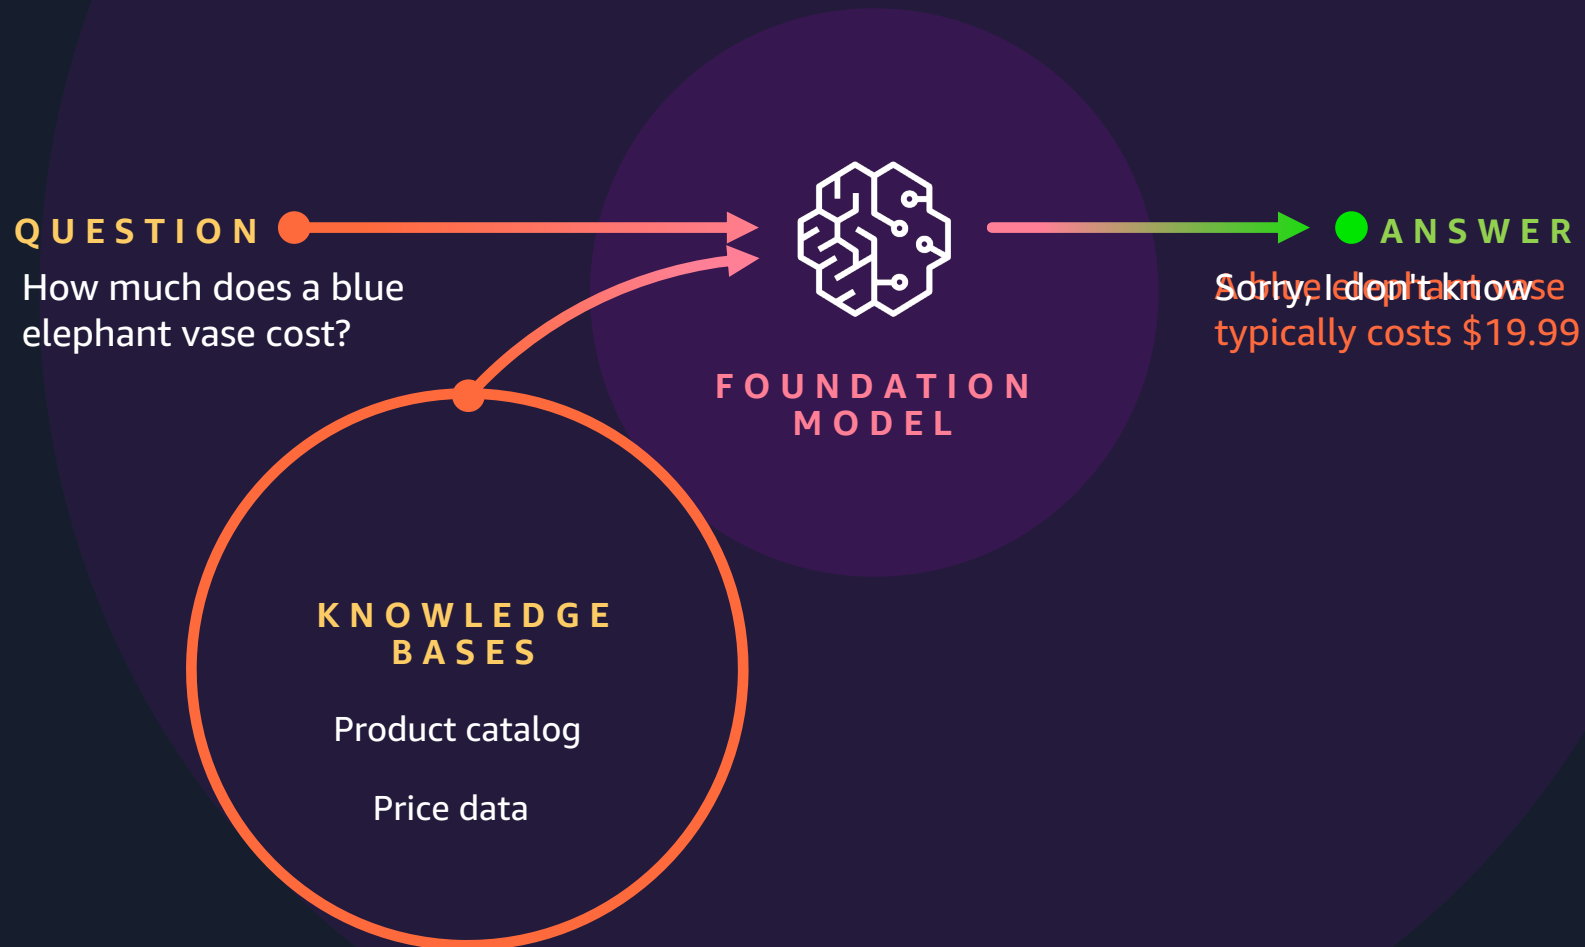 QUESTION
How much does a blue
elephant vase cost?
FOUNDATION
MODEL
ANSWER
Sorry, I don't know
A blue elephant vase
typically costs $19.99
KNOWLEDGE
BASES
Product catalog
Price data